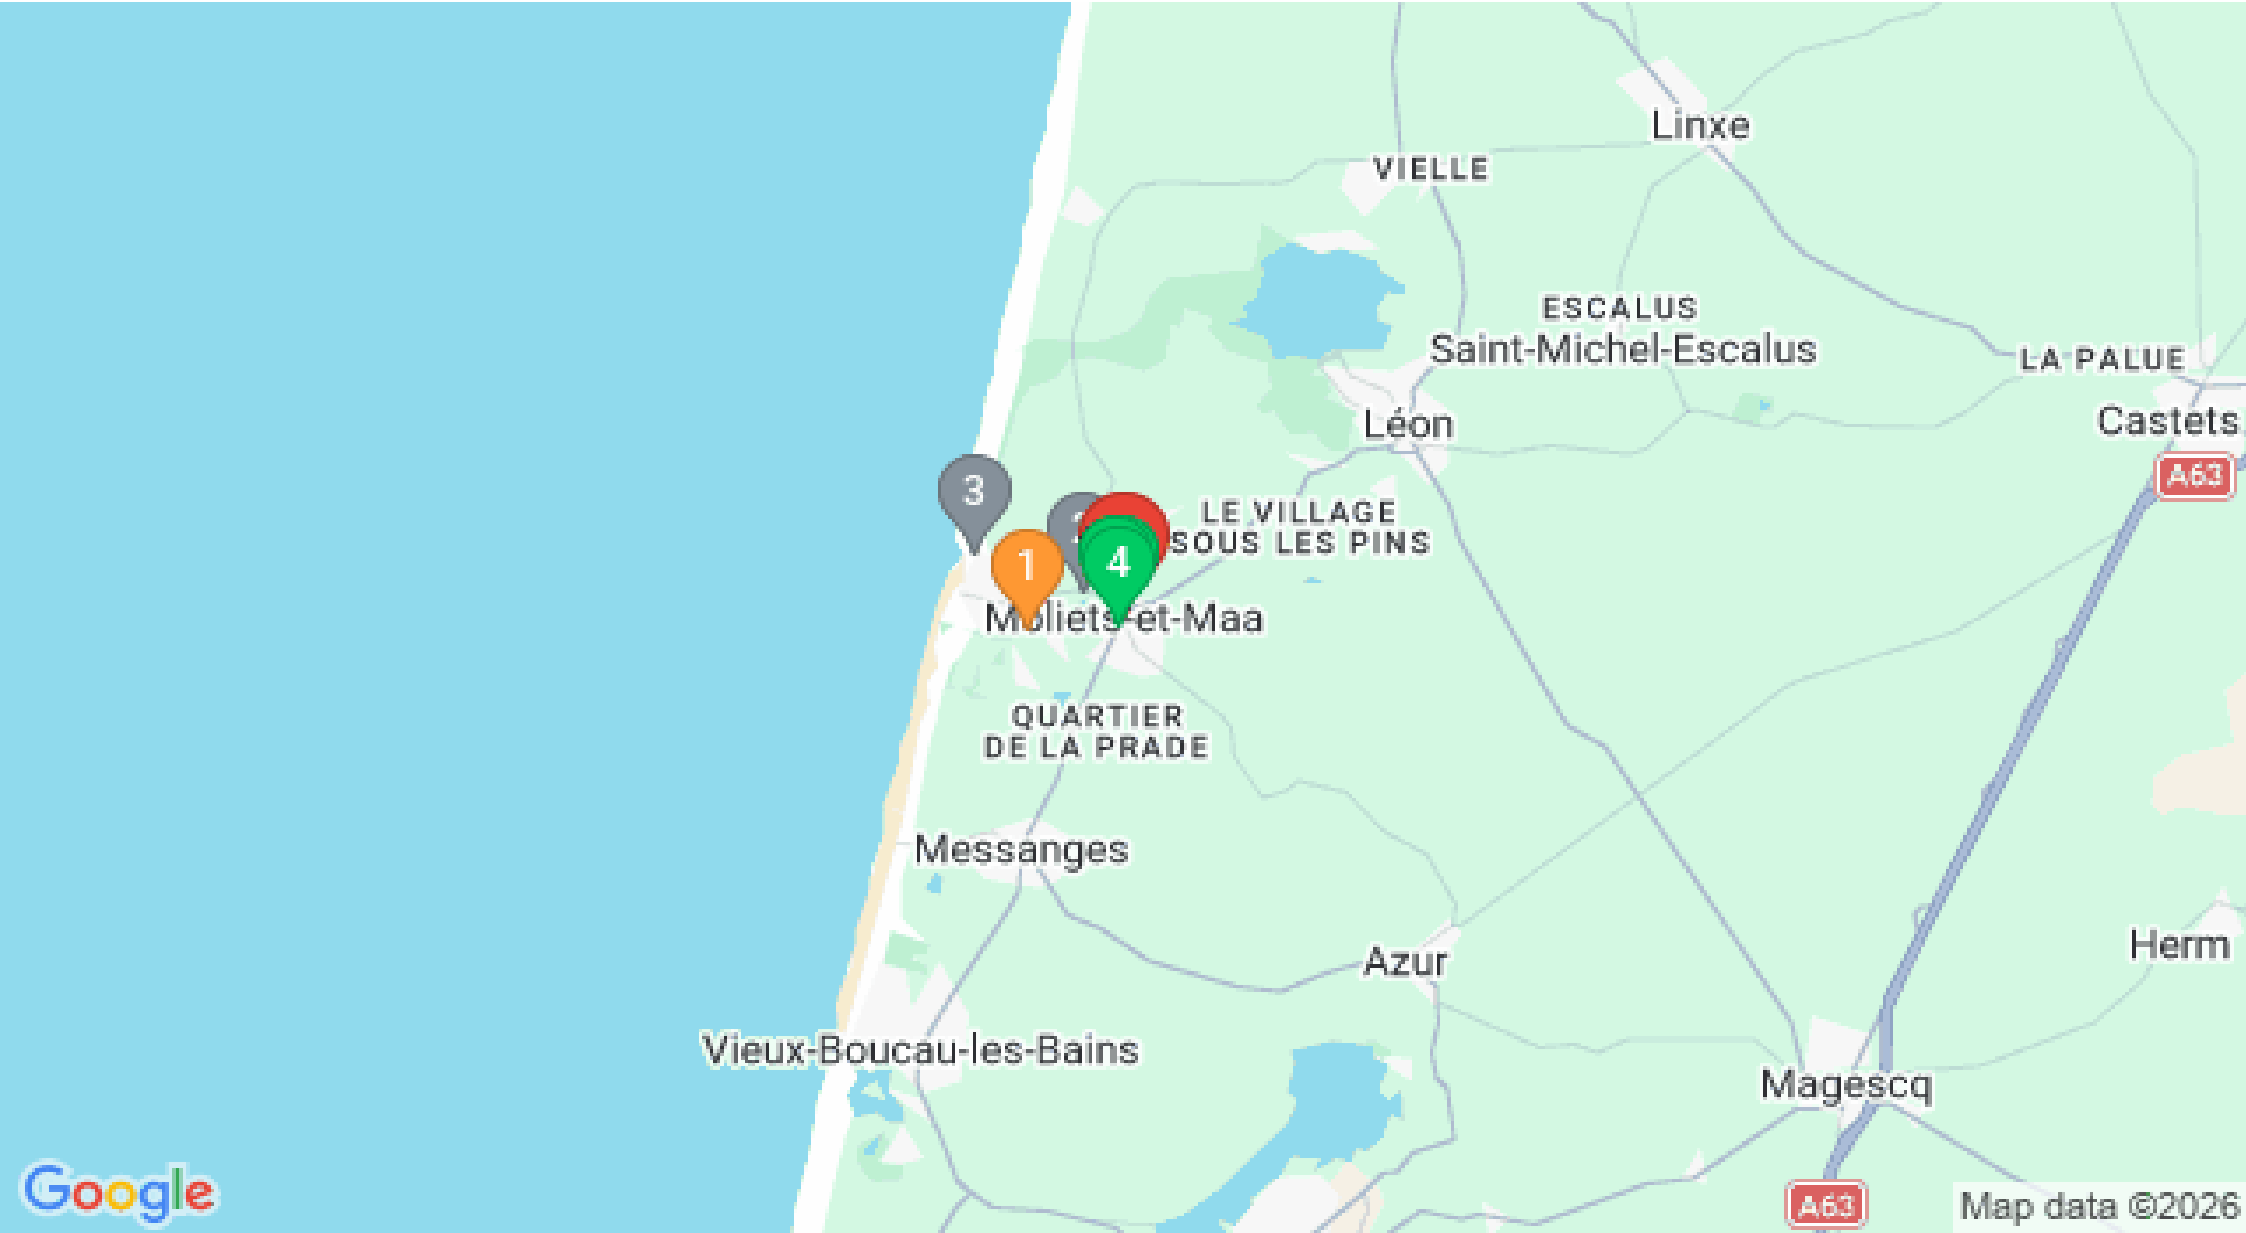 Linxe
VIELLE
ESCALUS
Saint-Michel-Escalus
LA PALUE
Castets
Léon
A63
3
2
LE VILLAGE
SOUS LES PINS
1
4
Moliets-et-Maa
QUARTIER
DE LA PRADE
Messanges
Azur
Herm
Vieux-Boucau-les-Bains
Magescq
Google
A63
Map data ©2026